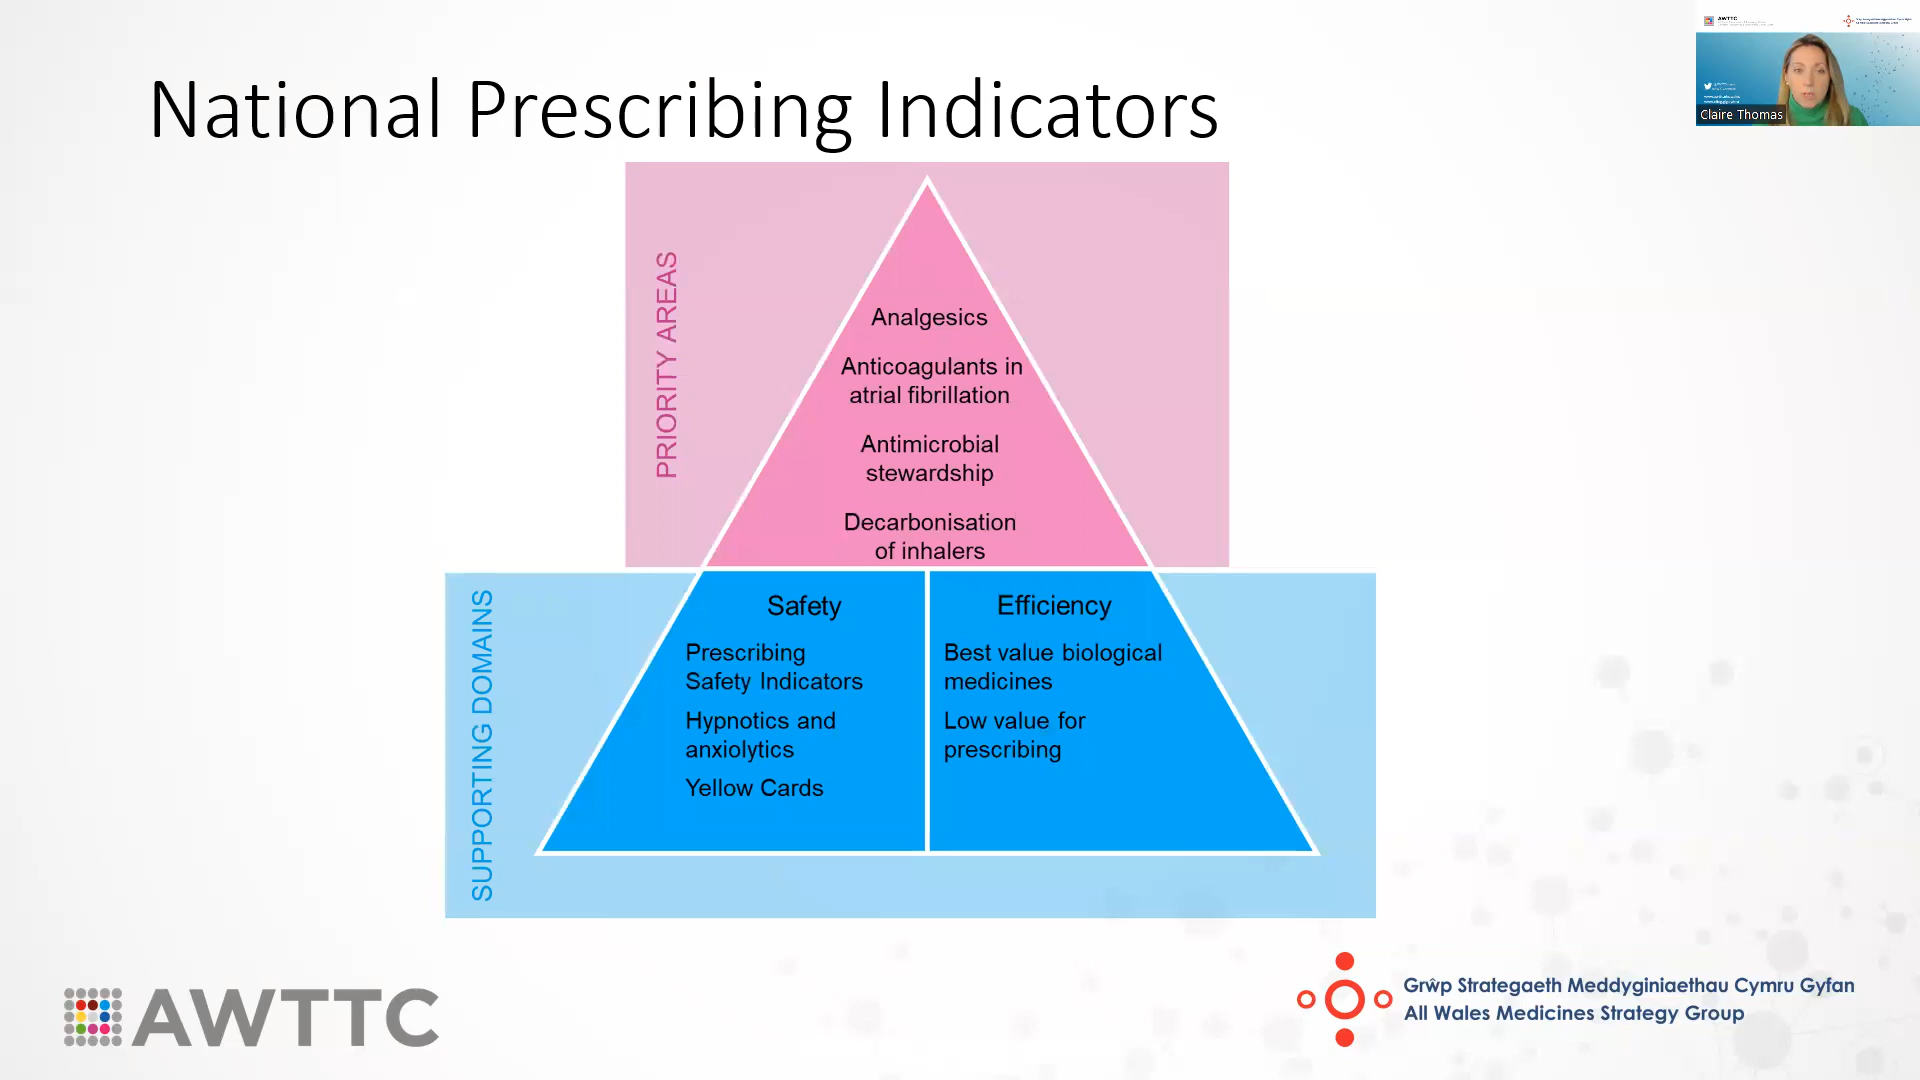 National Prescribing Indicators
AWTTC
Claire Thomas
PRIORITY AREAS
Analgesics
Anticoagulants in
atrial fibrillation
Antimicrobial
stewardship
Decarbonisation
of inhalers
SUPPORTING DOMAINS
Safety
Prescribing
Safety Indicators
Hypnotics and
anxiolytics
Yellow Cards
Efficiency
Best value biological
medicines
Low value for
prescribing
AWTTC
Grŵp Strategaeth Meddyginiaethau Cymru Gyfan
All Wales Medicines Strategy Group